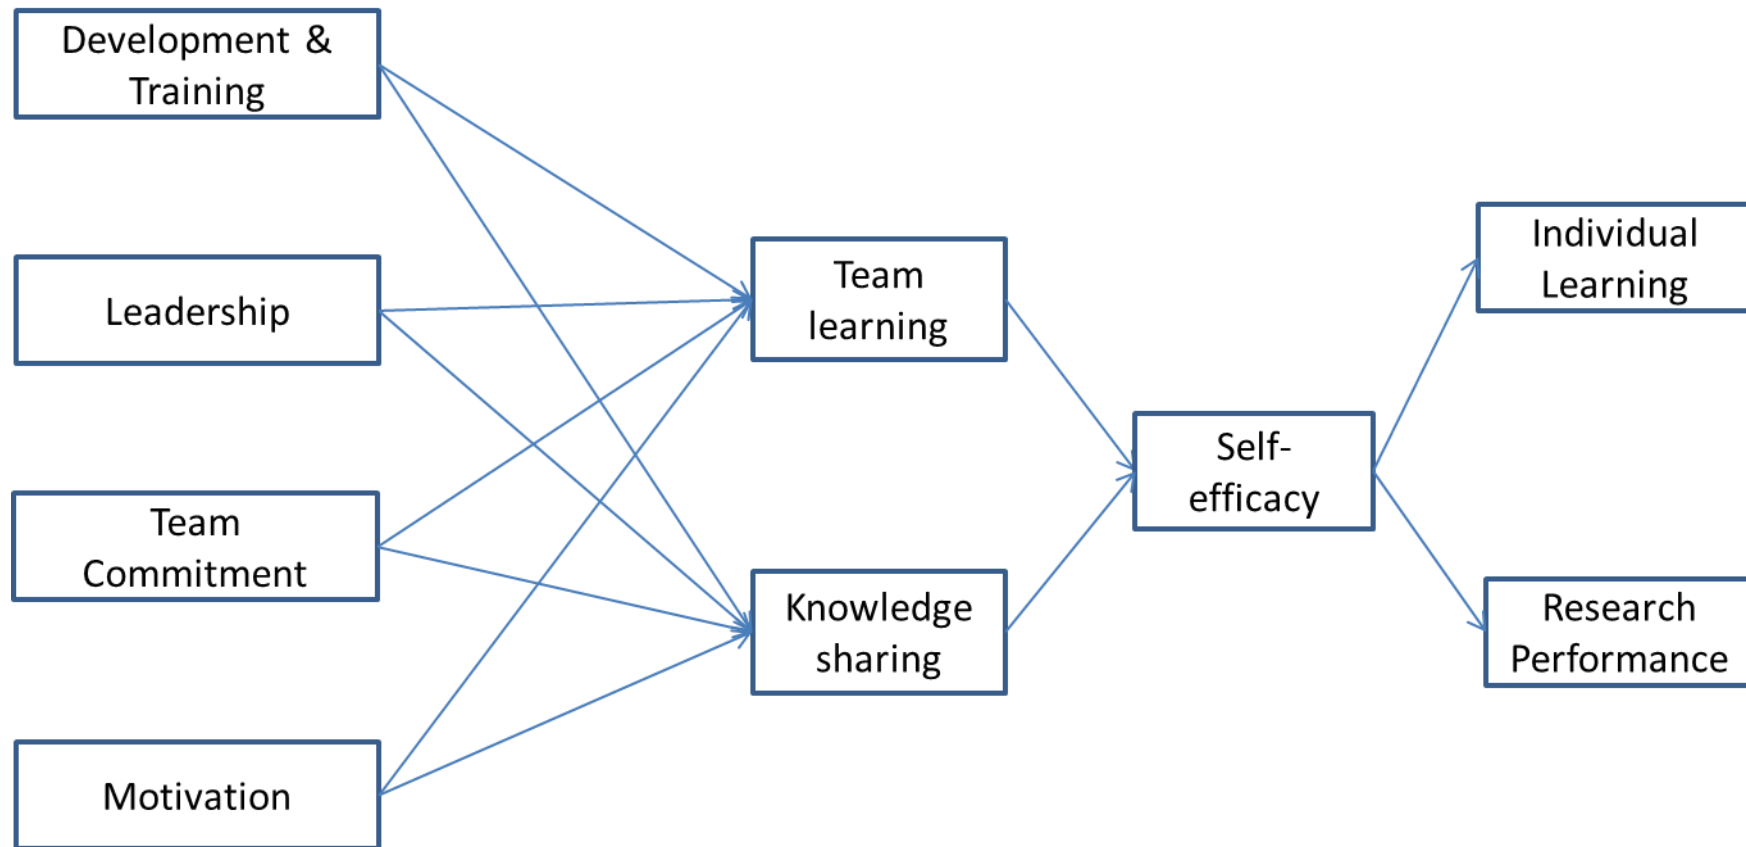 Development &
Training
Leadership
Team
Commitment
Motivation
Team
learning
Knowledge
sharing
Self-
efficacy
Individual
Learning
Research
Performance